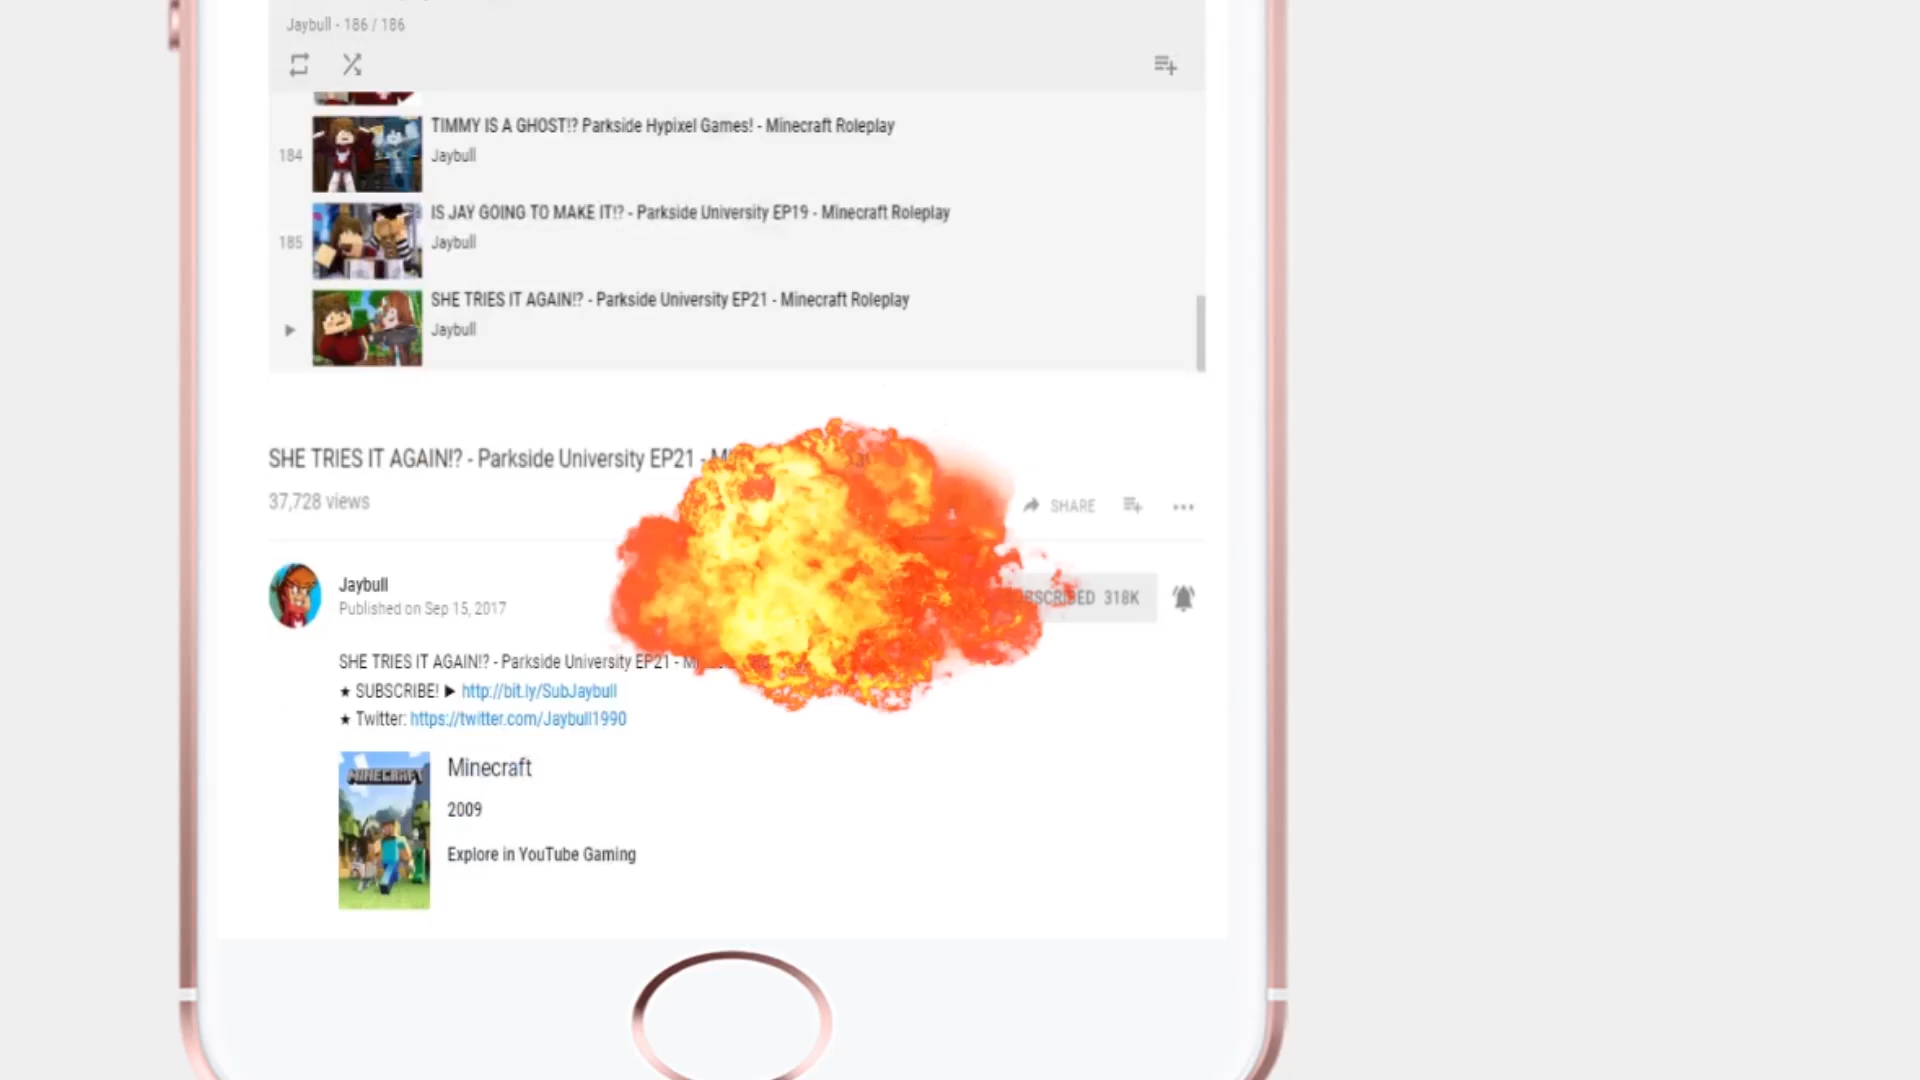 Jaybull - 186 / 186
184
TIMMY IS A GHOST!? Parkside Hypixel Games! - Minecraft Roleplay
Jaybull
185
IS JAY GOING TO MAKE IT!? - Parkside University EP19 - Minecraft Roleplay
Jaybull
SHE TRIES IT AGAIN!? - Parkside University EP21 - Minecraft Roleplay
Jaybull
SHE TRIES IT AGAIN!? - Parkside University EP21 -
37,728 views
SHARE
Jaybull
Published on Sep 15, 2017
318K
SHE TRIES IT AGAIN!? - Parkside University EP21 -
★ SUBSCRIBE! ▶ http://bit.ly/SubJaybull
★ Twitter: https://twitter.com/Jaybull1990
MINECRAFT
Minecraft
2009
Explore in YouTube Gaming